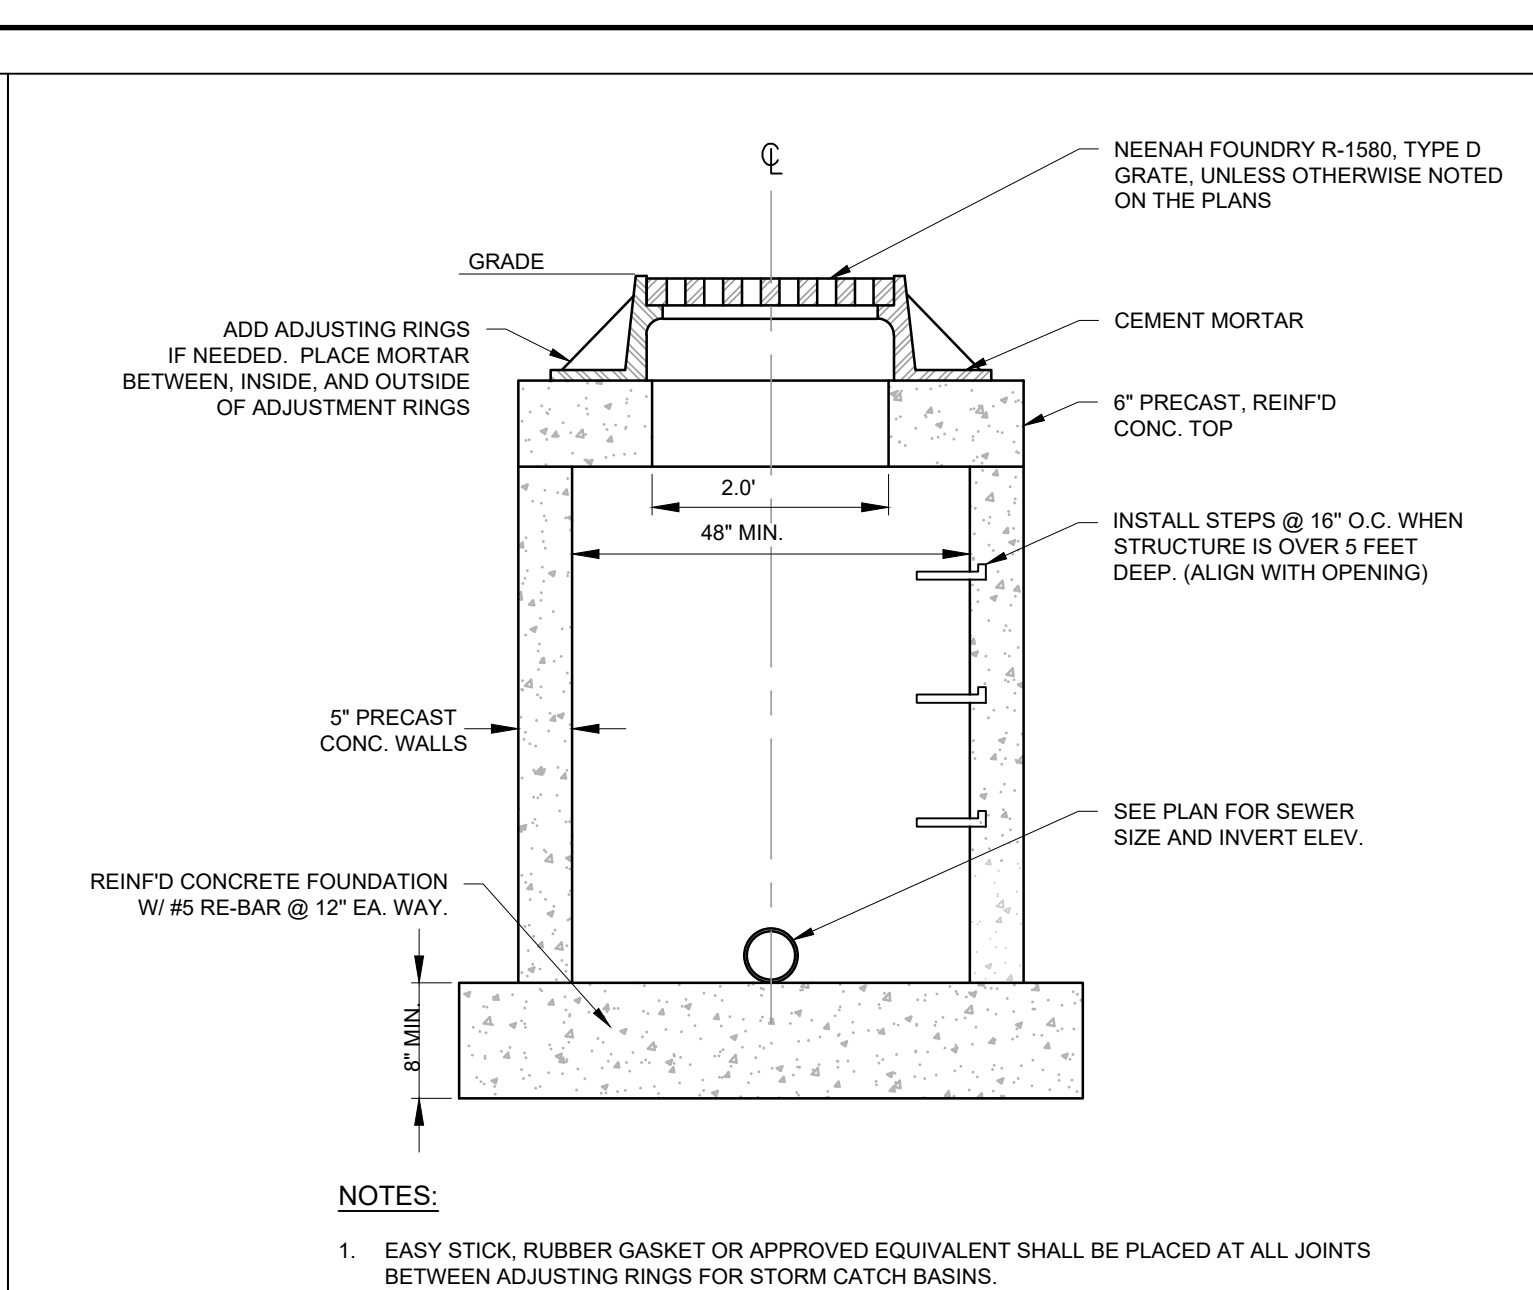 ℄
NEENAH FOUNDRY R-1580, TYPE D
GRATE, UNLESS OTHERWISE NOTED
ON THE PLANS
GRADE
ADD ADJUSTING RINGS
IF NEEDED. PLACE MORTAR
BETWEEN, INSIDE, AND OUTSIDE
OF ADJUSTMENT RINGS
CEMENT MORTAR
6" PRECAST, REINF'D
CONC. TOP
2.0'
48" MIN.
INSTALL STEPS @ 16" O.C. WHEN
STRUCTURE IS OVER 5 FEET
DEEP. (ALIGN WITH OPENING)
5" PRECAST
CONC. WALLS
SEE PLAN FOR SEWER
SIZE AND INVERT ELEV.
REINF'D CONCRETE FOUNDATION
W/ #5 RE-BAR @ 12" EA. WAY.
8" MIN.
NOTES:
1. EASY STICK, RUBBER GASKET OR APPROVED EQUIVALENT SHALL BE PLACED AT ALL JOINTS
BETWEEN ADJUSTING RINGS FOR STORM CATCH BASINS.